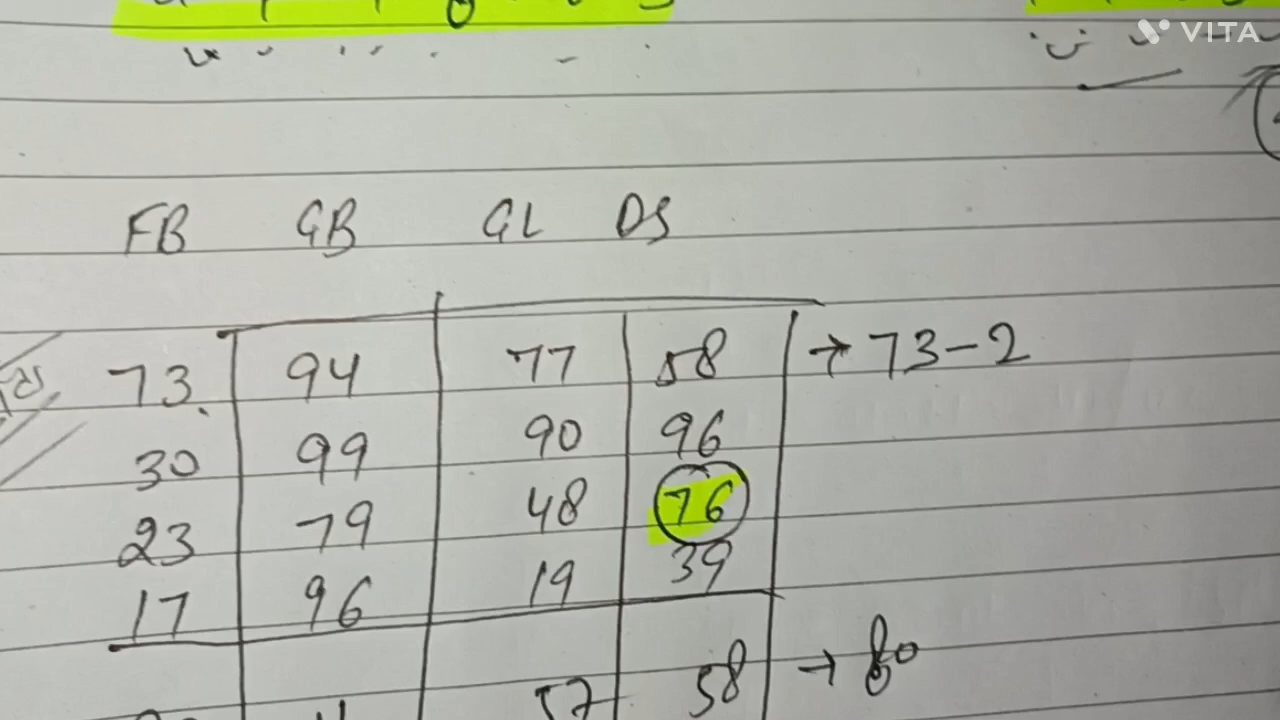 VITA
FB GB GL DS
73. 94 77 58 → 73-2
30 99 90 96
23 79 48 76
17 96 19 39
57 58 → 80